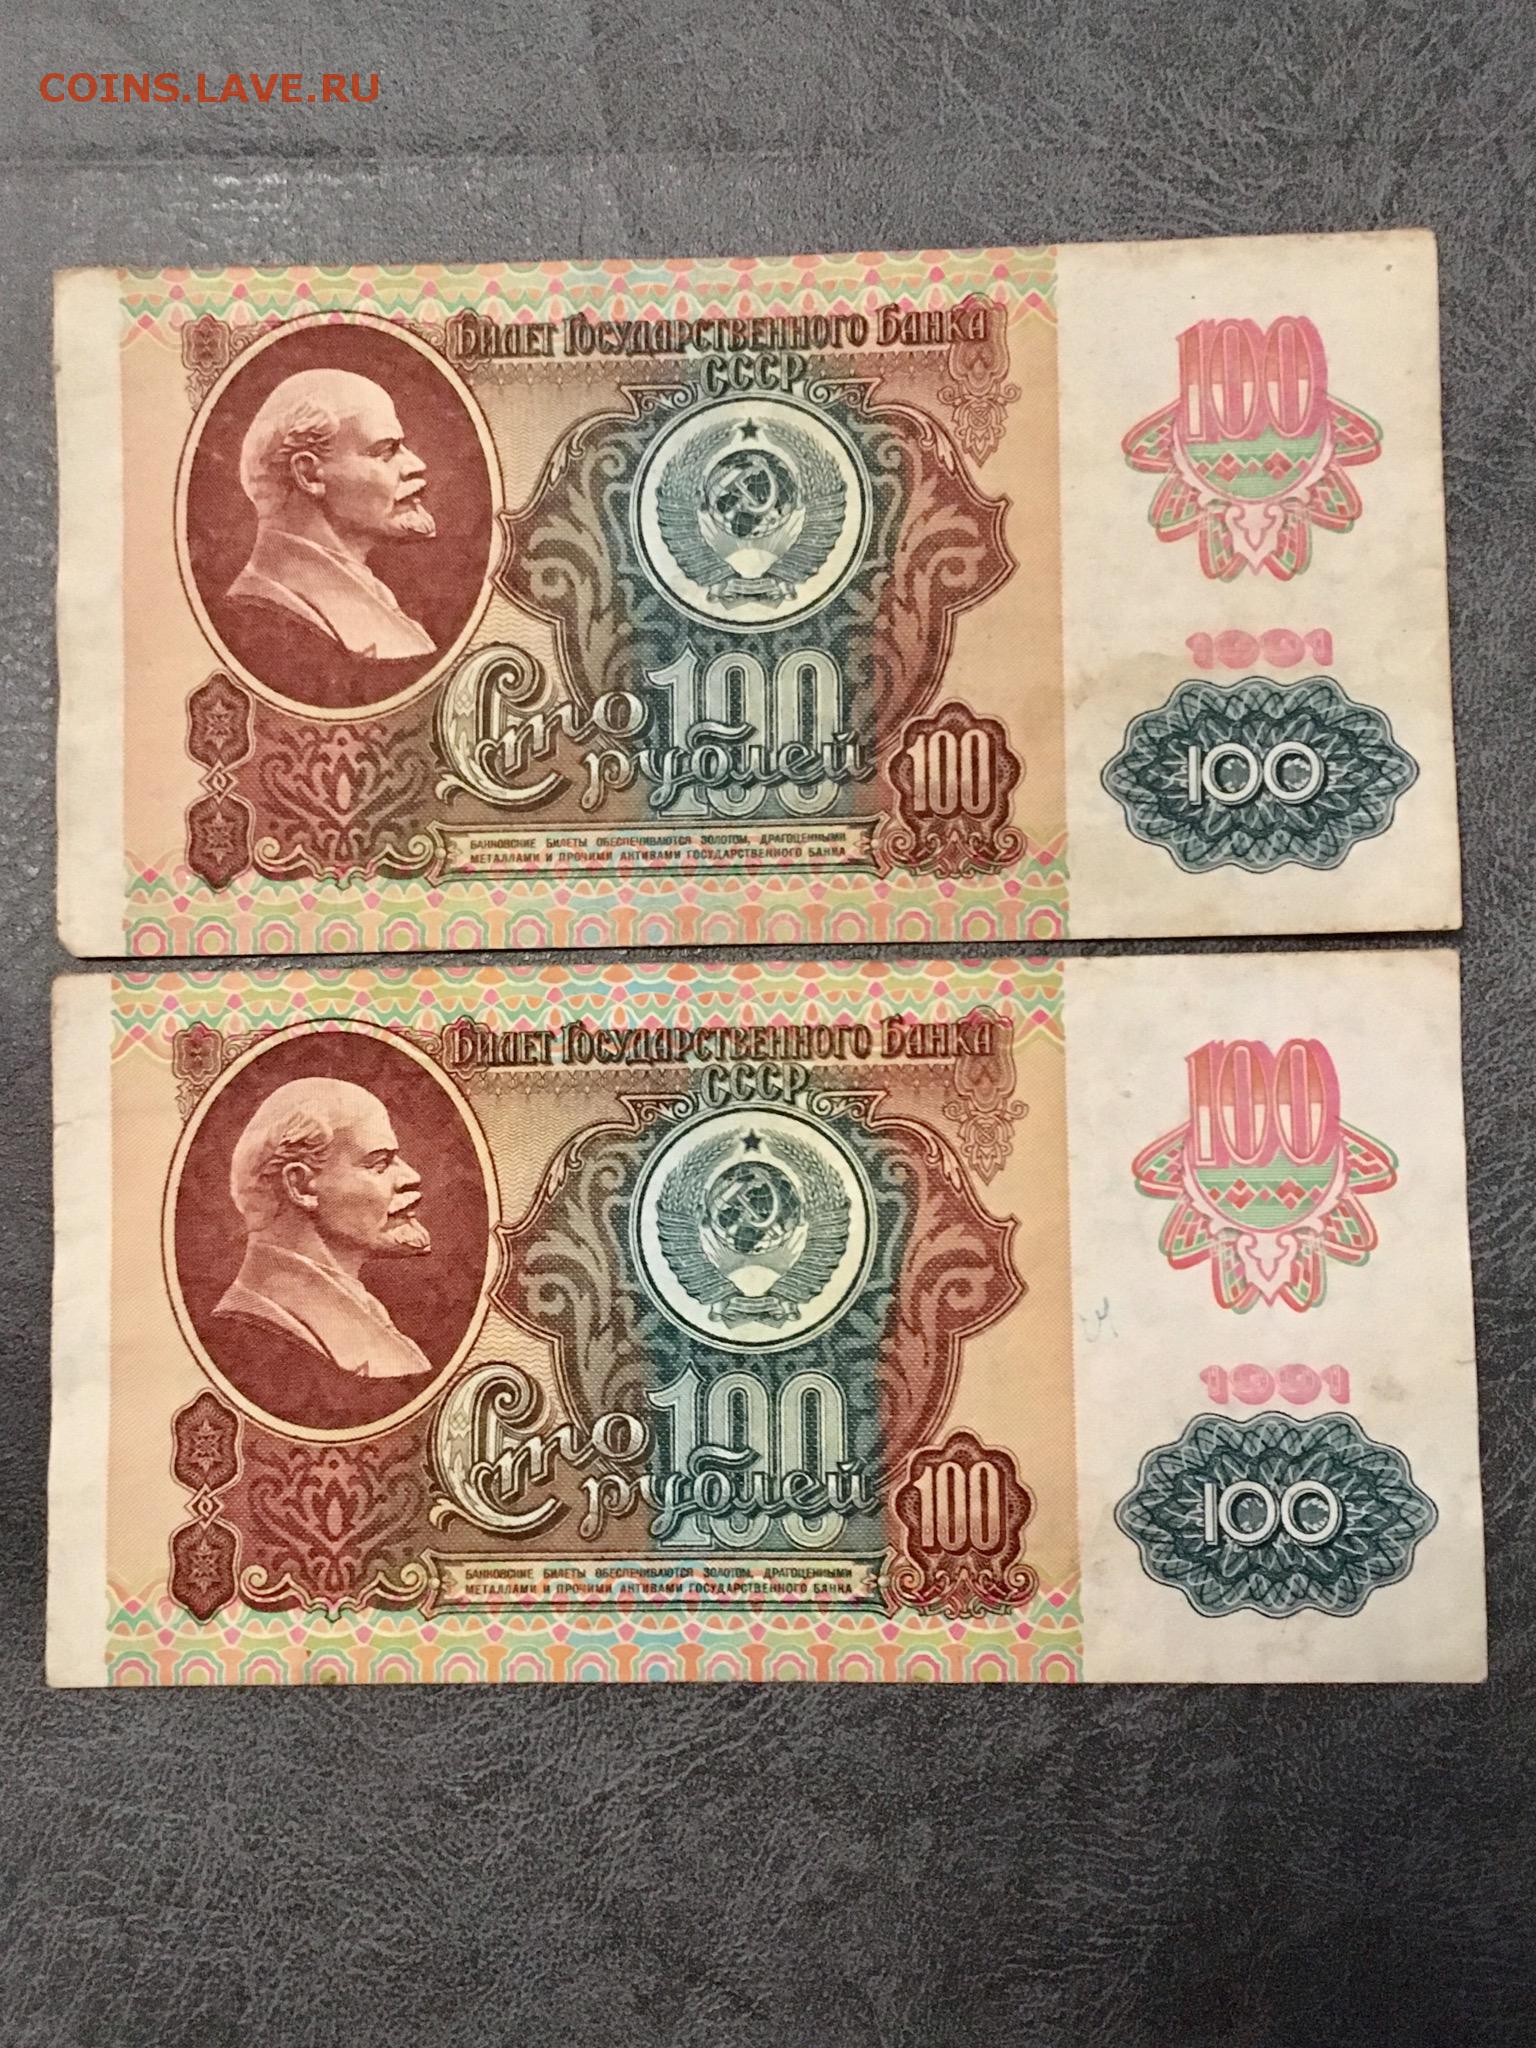 COINS.LAVE.RU
Билет Государственного Банка
СССР
100
1991
100
Сто
100
рублей
100
100
БАНКОВСКИЕ БИЛЕТЫ ОБЕСПЕЧИВАЮТСЯ ЗОЛОТОМ, ДРАГОЦЕННЫМИ
МЕТАЛЛАМИ И ПРОЧИМИ АКТИВАМИ ГОСУДАРСТВЕННОГО БАНКА
Билет Государственного Банка
СССР
100
1991
100
Сто
100
рублей
100
100
БАНКОВСКИЕ БИЛЕТЫ ОБЕСПЕЧИВАЮТСЯ ЗОЛОТОМ, ДРАГОЦЕННЫМИ
МЕТАЛЛАМИ И ПРОЧИМИ АКТИВАМИ ГОСУДАРСТВЕННОГО БАНКА